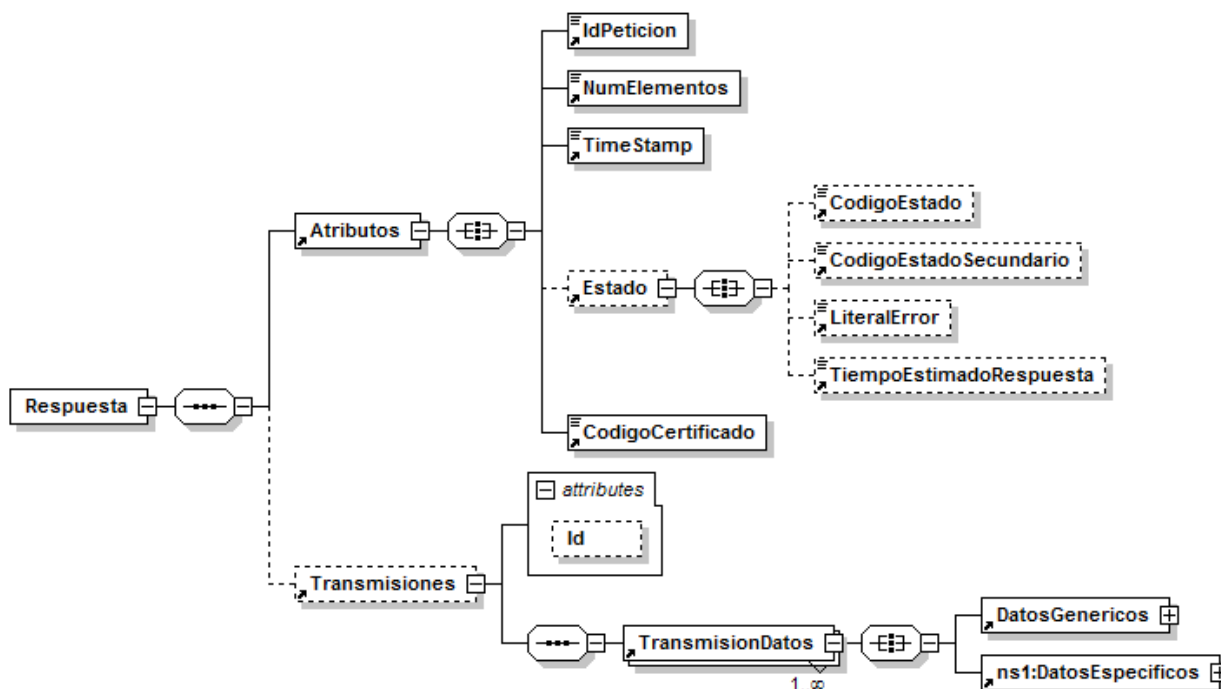 IdPeticion
NumElementos
TimeStamp
Atributos
CodigoEstado
CodigoEstadoSecundario
Estado
LiteralError
TiempoEstimadoRespuesta
Respuesta
CodigoCertificado
attributes
Id
Transmisiones
TransmisionDatos
1..∞
DatosGenericos
ns1:DatosEspecificos